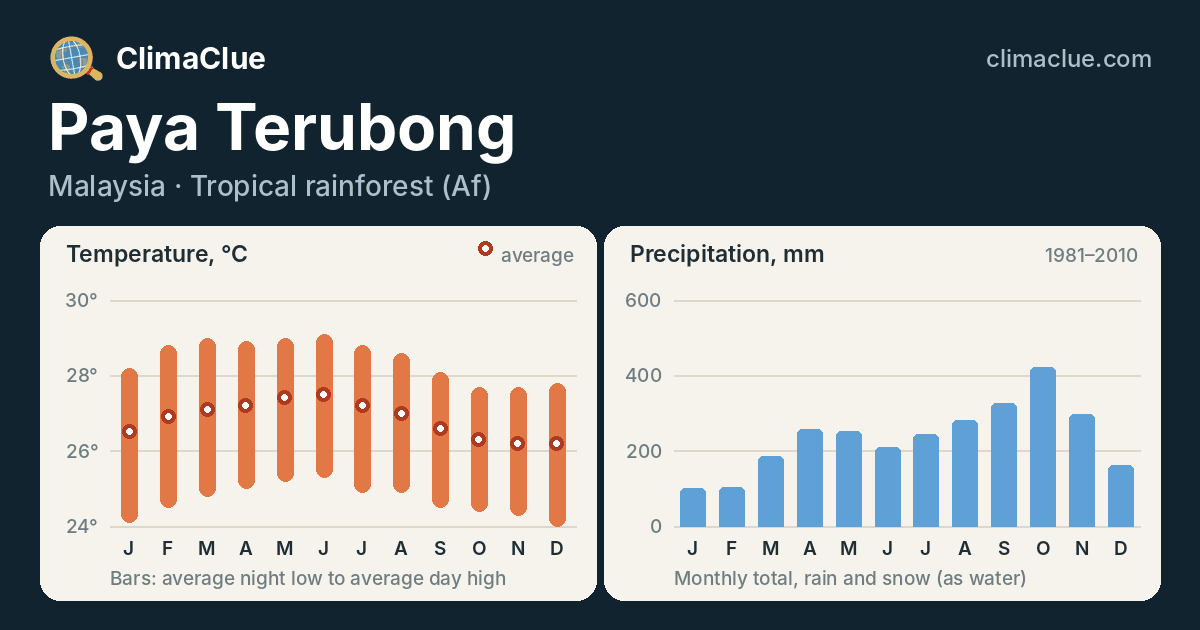 ClimaClue
climaclue.com
Paya Terubong
Malaysia · Tropical rainforest (Af)
Temperature, °C
average
30°
28°
26°
24°
J F M A M J J A S O N D
Bars: average night low to average day high
Precipitation, mm
1981–2010
600
400
200
0
J F M A M J J A S O N D
Monthly total, rain and snow (as water)